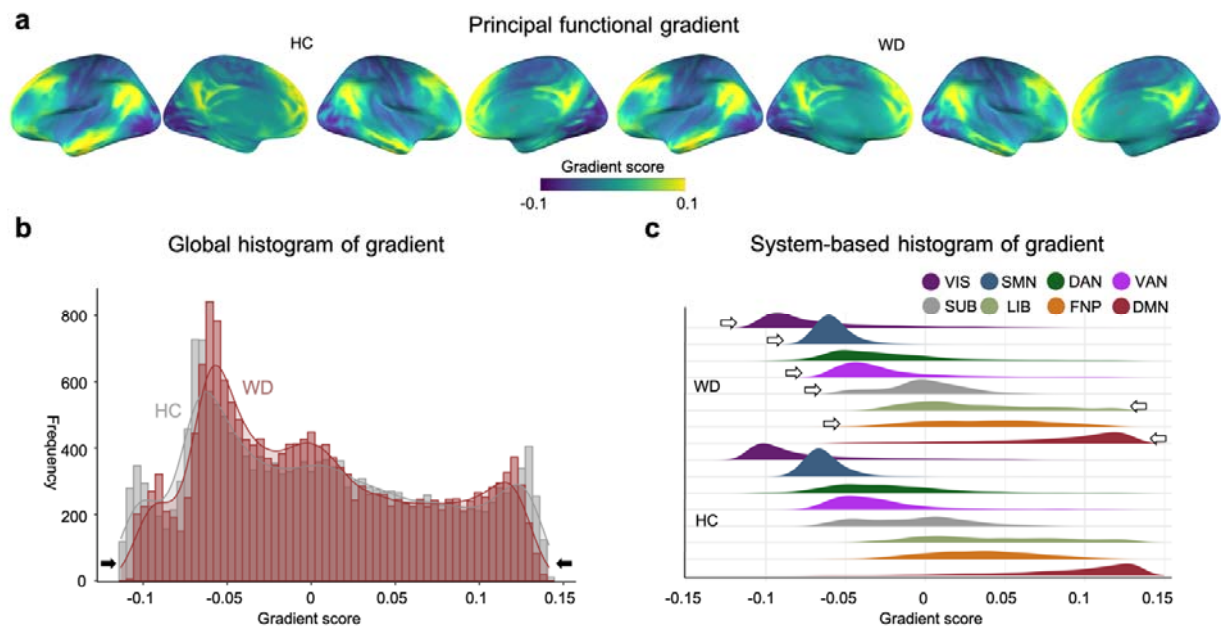 a
Principal functional gradient
HC
WD
Gradient score
-0.1
0.1
b
Global histogram of gradient
Frequency
800
600
400
200
0
HC
WD
-0.1
-0.05
0
0.05
0.1
0.15
Gradient score
c
System-based histogram of gradient
VIS SMN DAN VAN
SUB LIB FNP DMN
WD
HC
-0.15
-0.1
-0.05
0
0.05
0.1
0.15
Gradient score